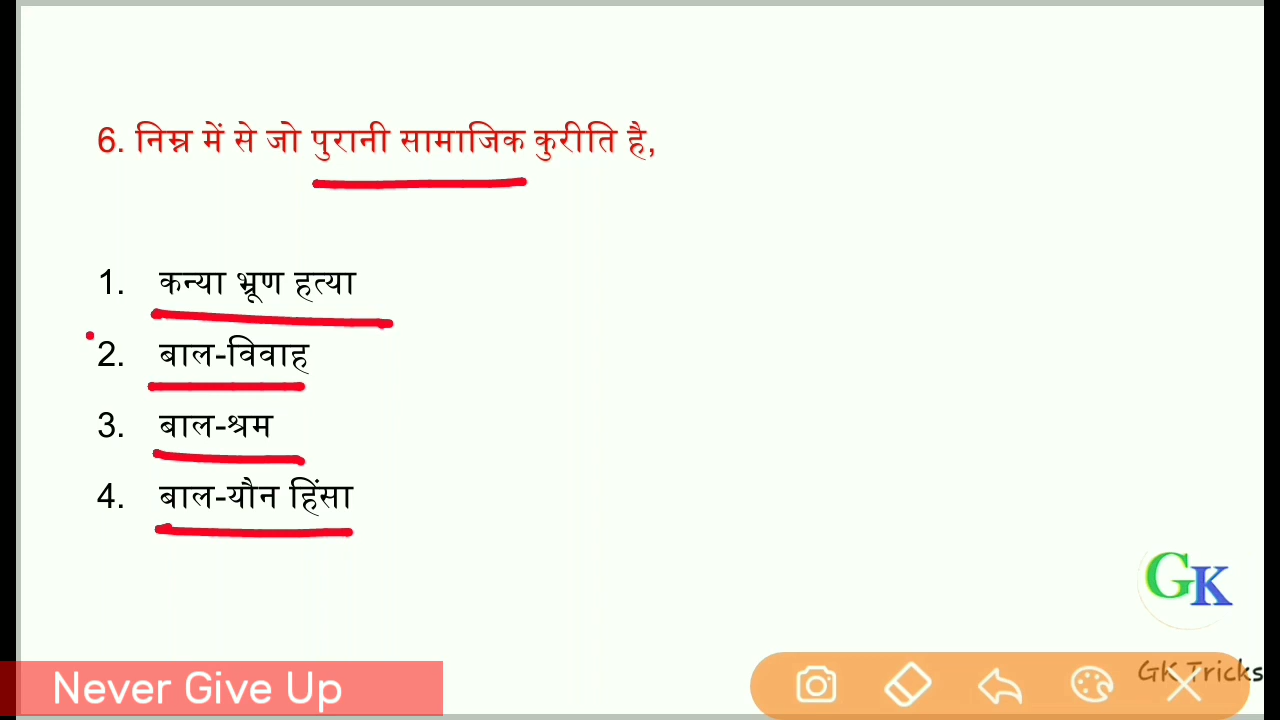 6. निम्न में से जो पुरानी सामाजिक कुरीति है,
1. कन्या भ्रूण हत्या
2. बाल-विवाह
3. बाल-श्रम
4. बाल-यौन हिंसा
GK
GK Tricks
Never Give Up